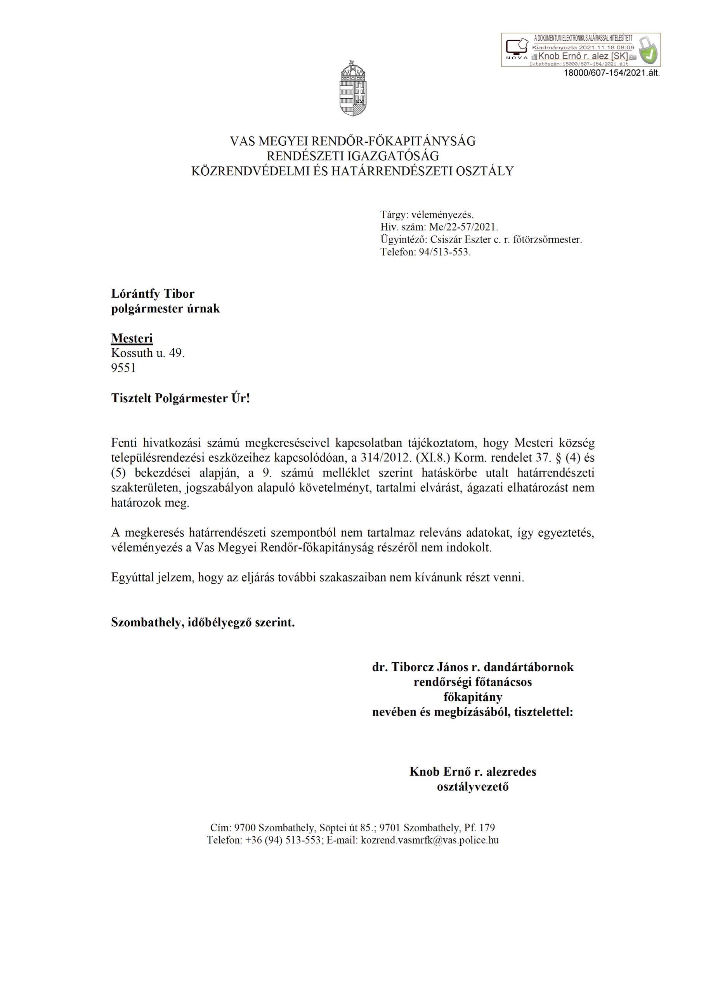 A DOKUMENTUM ELEKTRONIKUS ALÁÍRÁSSAL HITELESÍTETT
Kiadmányozta 2021.11.18 08:09
NOVA
Knob Ernő r. alez [SK]
Iktatószám:18000/607-154/2021.ált.
18000/607-154/2021.ált.
VAS MEGYEI RENDŐR-FŐKAPITÁNYSÁG
RENDÉSZETI IGAZGATÓSÁG
KÖZRENDVÉDELMI ÉS HATÁRRENDÉSZETI OSZTÁLY
Tárgy: véleményezés.
Hiv. szám: Me/22-57/2021.
Ügyintéző: Csiszár Eszter c. r. főtörzsőrmester.
Telefon: 94/513-553.
Lórántfy Tibor
polgármester úrnak
Mesteri
Kossuth u. 49.
9551
Tisztelt Polgármester Úr!
Fenti hivatkozási számú megkereséseivel kapcsolatban tájékoztatom, hogy Mesteri község
településrendezési eszközeihez kapcsolódóan, a 314/2012. (XI.8.) Korm. rendelet 37. § (4) és
(5) bekezdései alapján, a 9. számú melléklet szerint hatáskörbe utalt határrendészeti
szakterületen, jogszabályon alapuló követelményt, tartalmi elvárást, ágazati elhatározást nem
határozok meg.
A megkeresés határrendészeti szempontból nem tartalmaz releváns adatokat, így egyeztetés,
véleményezés a Vas Megyei Rendőr-főkapitányság részéről nem indokolt.
Egyúttal jelzem, hogy az eljárás további szakaszaiban nem kívánunk részt venni.
Szombathely, időbélyegző szerint.
dr. Tiborcz János r. dandártábornok
rendőrségi főtanácsos
főkapitány
nevében és megbízásából, tisztelettel:
Knob Ernő r. alezredes
osztályvezető
Cím: 9700 Szombathely, Söptei út 85.; 9701 Szombathely, Pf. 179
Telefon: +36 (94) 513-553; E-mail: kozrend.vasmrfk@vas.police.hu